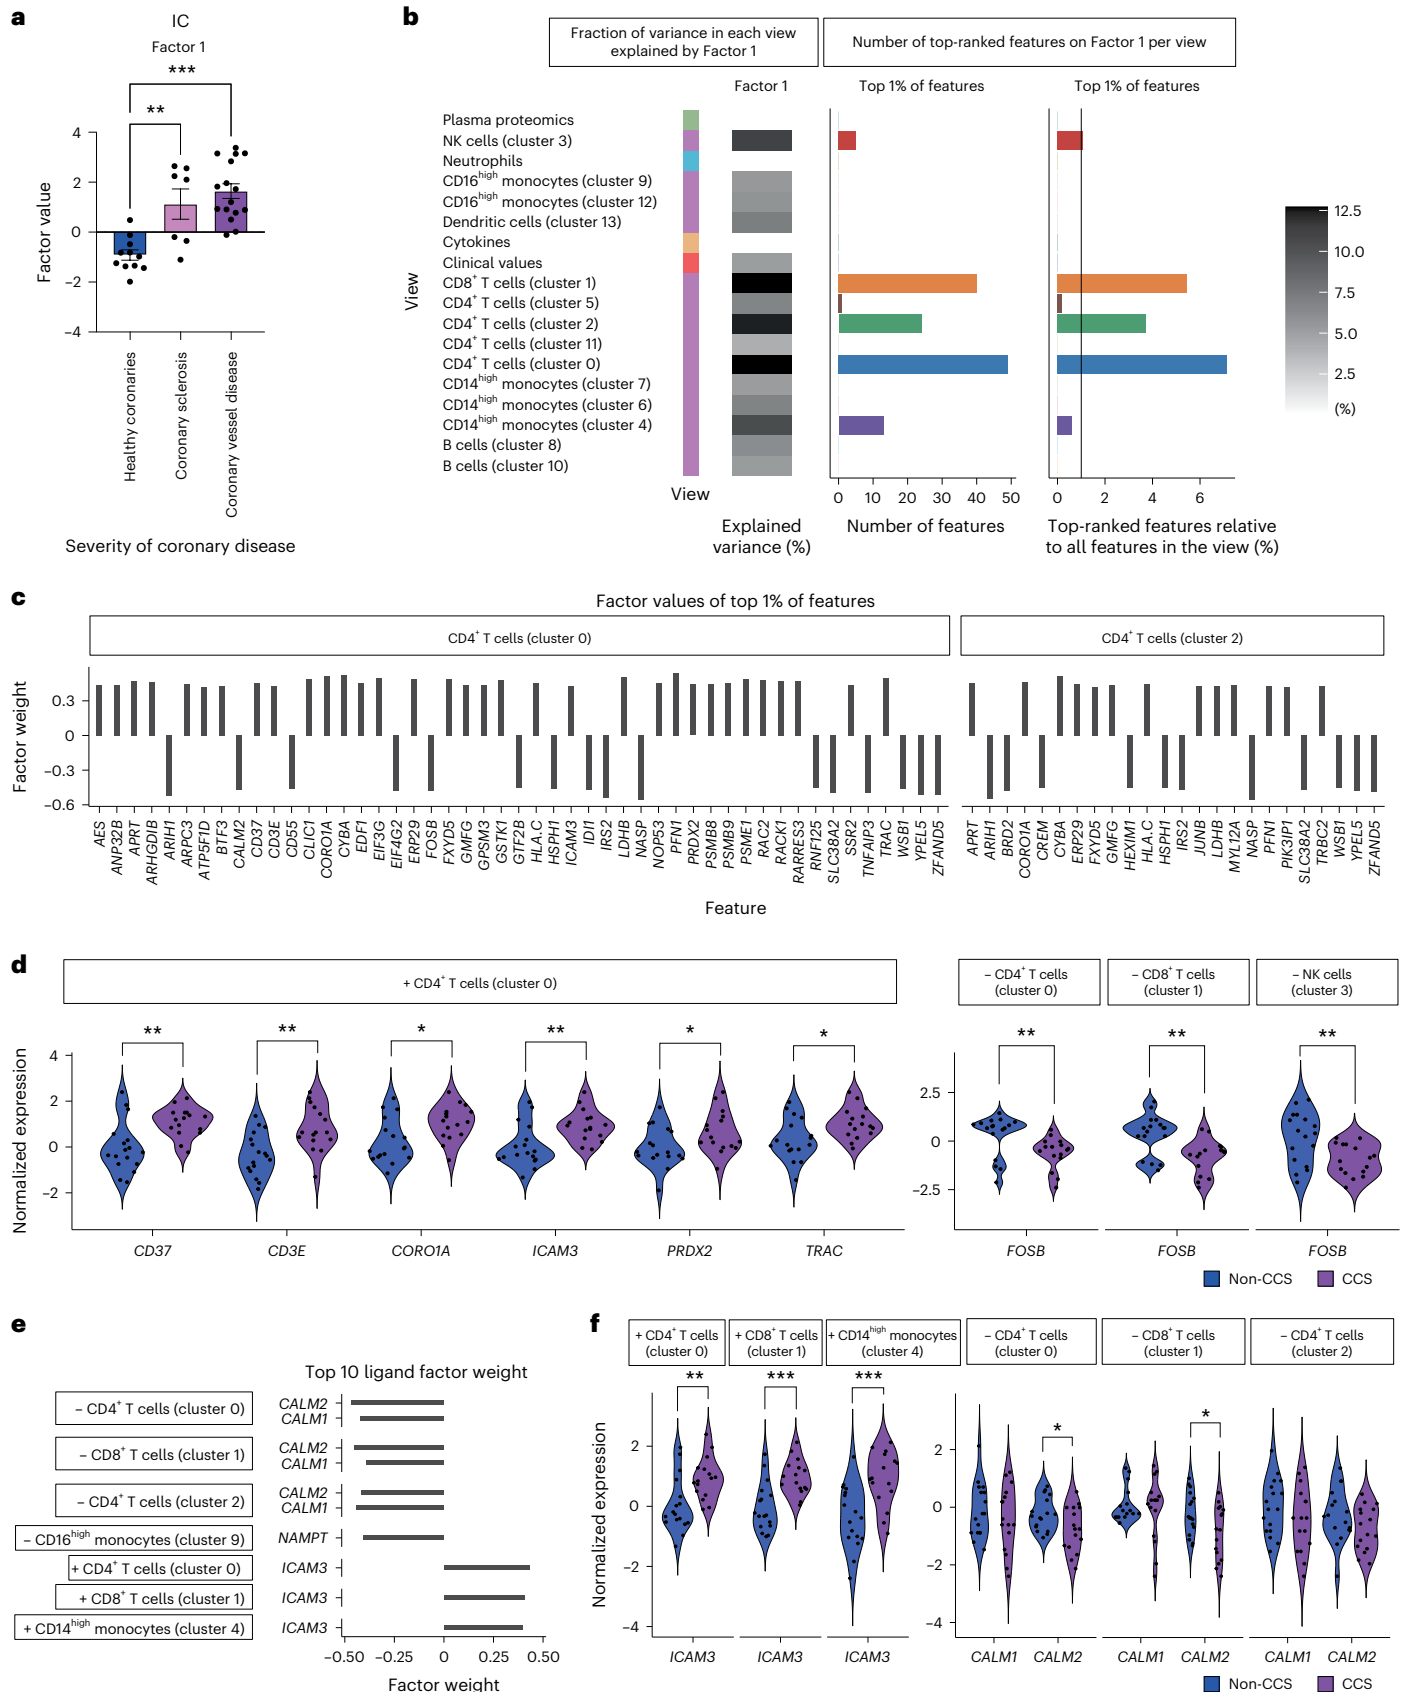 a
IC
Factor 1
***
**
Factor value
4
2
0
−2
−4
Healthy coronaries
Coronary sclerosis
Coronary vessel disease
Severity of coronary disease
b
Fraction of variance in each view
explained by Factor 1
Number of top-ranked features on Factor 1 per view
Factor 1
Top 1% of features
Top 1% of features
View
Plasma proteomics
NK cells (cluster 3)
Neutrophils
CD16high monocytes (cluster 9)
CD16high monocytes (cluster 12)
Dendritic cells (cluster 13)
Cytokines
Clinical values
CD8+ T cells (cluster 1)
CD4+ T cells (cluster 5)
CD4+ T cells (cluster 2)
CD4+ T cells (cluster 11)
CD4+ T cells (cluster 0)
CD14high monocytes (cluster 7)
CD14high monocytes (cluster 6)
CD14high monocytes (cluster 4)
B cells (cluster 8)
B cells (cluster 10)
View
Explained
variance (%)
0 10 20 30 40 50
Number of features
0 2 4 6
Top-ranked features relative
to all features in the view (%)
12.5
10.0
7.5
5.0
2.5
(%)
c
Factor values of top 1% of features
CD4+ T cells (cluster 0)
CD4+ T cells (cluster 2)
Factor weight
0.3
0
−0.3
−0.6
AES ANP32B APRT ARHGDIB ARIH1 ARPC3 ATP5F1D BTF3 CALM2 CD37 CD3E CD55 CLIC1 CORO1A CYBA EDF1 EIF3G EIF4G2 ERP29 FOSB FXYD5 GMFG GPSM3 GSTK1 GTF2B HLA.C HSPH1 ICAM3 IDI1 IRS2 LDHB NASP NOP53 PFN1 PRDX2 PSMB8 PSMB9 PSME1 RAC2 RACK1 RARRES3 RNF125 SLC38A2 SSR2 TNFAIP3 TRAC WSB1 YPEL5 ZFAND5
APRT ARIH1 BRD2 CORO1A CREM CYBA ERP29 FXYD5 GMFG HEXIM1 HLA.C HSPH1 IRS2 JUNB LDHB MYL12A NASP PFN1 PIK3IP1 SLC38A2 TRBC2 WSB1 YPEL5 ZFAND5
Feature
d
+ CD4+ T cells (cluster 0)
− CD4+ T cells
(cluster 0)
− CD8+ T cells
(cluster 1)
− NK cells
(cluster 3)
** ** * ** * *
** ** **
Normalized expression
4
2
0
−2
2.5
0
−2.5
CD37 CD3E CORO1A ICAM3 PRDX2 TRAC
FOSB FOSB FOSB
Non-CCS CCS
e
Top 10 ligand factor weight
− CD4+ T cells (cluster 0)
CALM2
CALM1
− CD8+ T cells (cluster 1)
CALM2
CALM1
− CD4+ T cells (cluster 2)
CALM2
CALM1
− CD16high monocytes (cluster 9)
NAMPT
+ CD4+ T cells (cluster 0)
ICAM3
+ CD8+ T cells (cluster 1)
ICAM3
+ CD14high monocytes (cluster 4)
ICAM3
−0.50 −0.25 0 0.25 0.50
Factor weight
f
+ CD4+ T cells
(cluster 0)
+ CD8+ T cells
(cluster 1)
+ CD14high monocytes
(cluster 4)
− CD4+ T cells
(cluster 0)
− CD8+ T cells
(cluster 1)
− CD4+ T cells
(cluster 2)
** *** ***
* *
Normalized expression
2
0
−2
−4
2
0
−2
−4
ICAM3 ICAM3 ICAM3
CALM1 CALM2 CALM1 CALM2 CALM1 CALM2
Non-CCS CCS